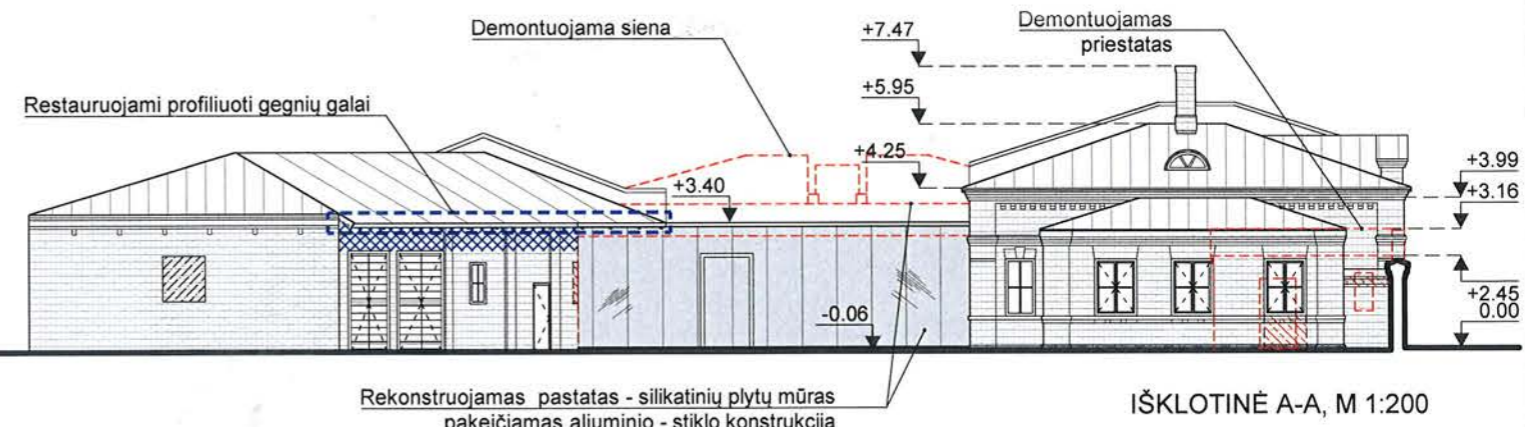 Demontuojama siena
Demontuojamas
priestatas
+7.47
+5.95
Restauruojami profiliuoti gegnių galai
+4.25
+3.40
+3.99
+3.16
+2.45
0.00
-0.06
Rekonstruojamas pastatas - silikatinių plytų mūras
pakeičiamas aliuminio - stiklo konstrukcija
IŠKLOTINĖ A-A, M 1:200